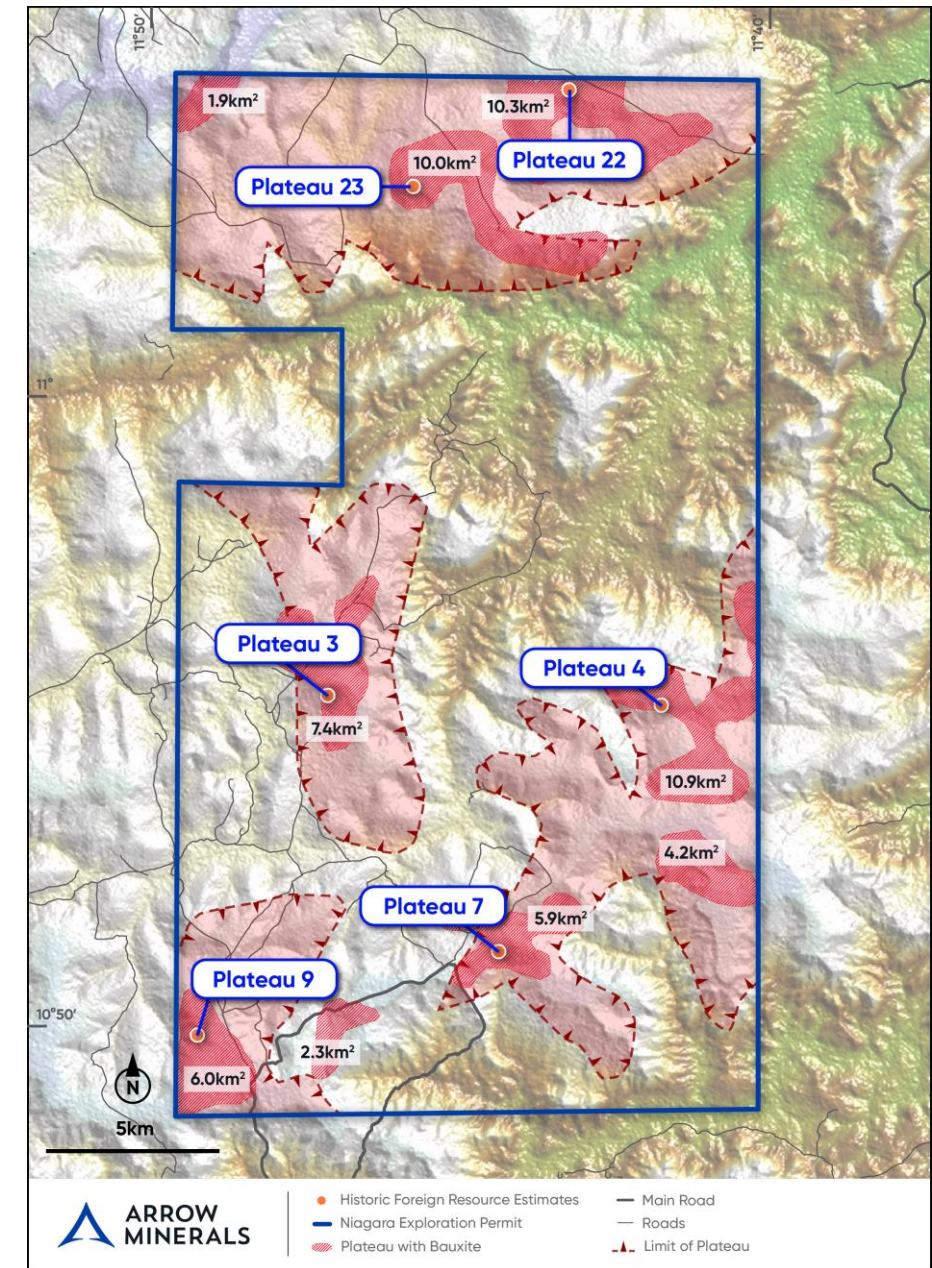 11°50'
11°40'
1.9km²
10.3km²
10.0km²
Plateau 22
Plateau 23
11°
Plateau 3
Plateau 4
7.4km²
10.9km²
4.2km²
Plateau 7
5.9km²
Plateau 9
10°50'
2.3km²
6.0km²
N
5km
ARROW
MINERALS
Historic Foreign Resource Estimates
Niagara Exploration Permit
Plateau with Bauxite
Main Road
Roads
Limit of Plateau